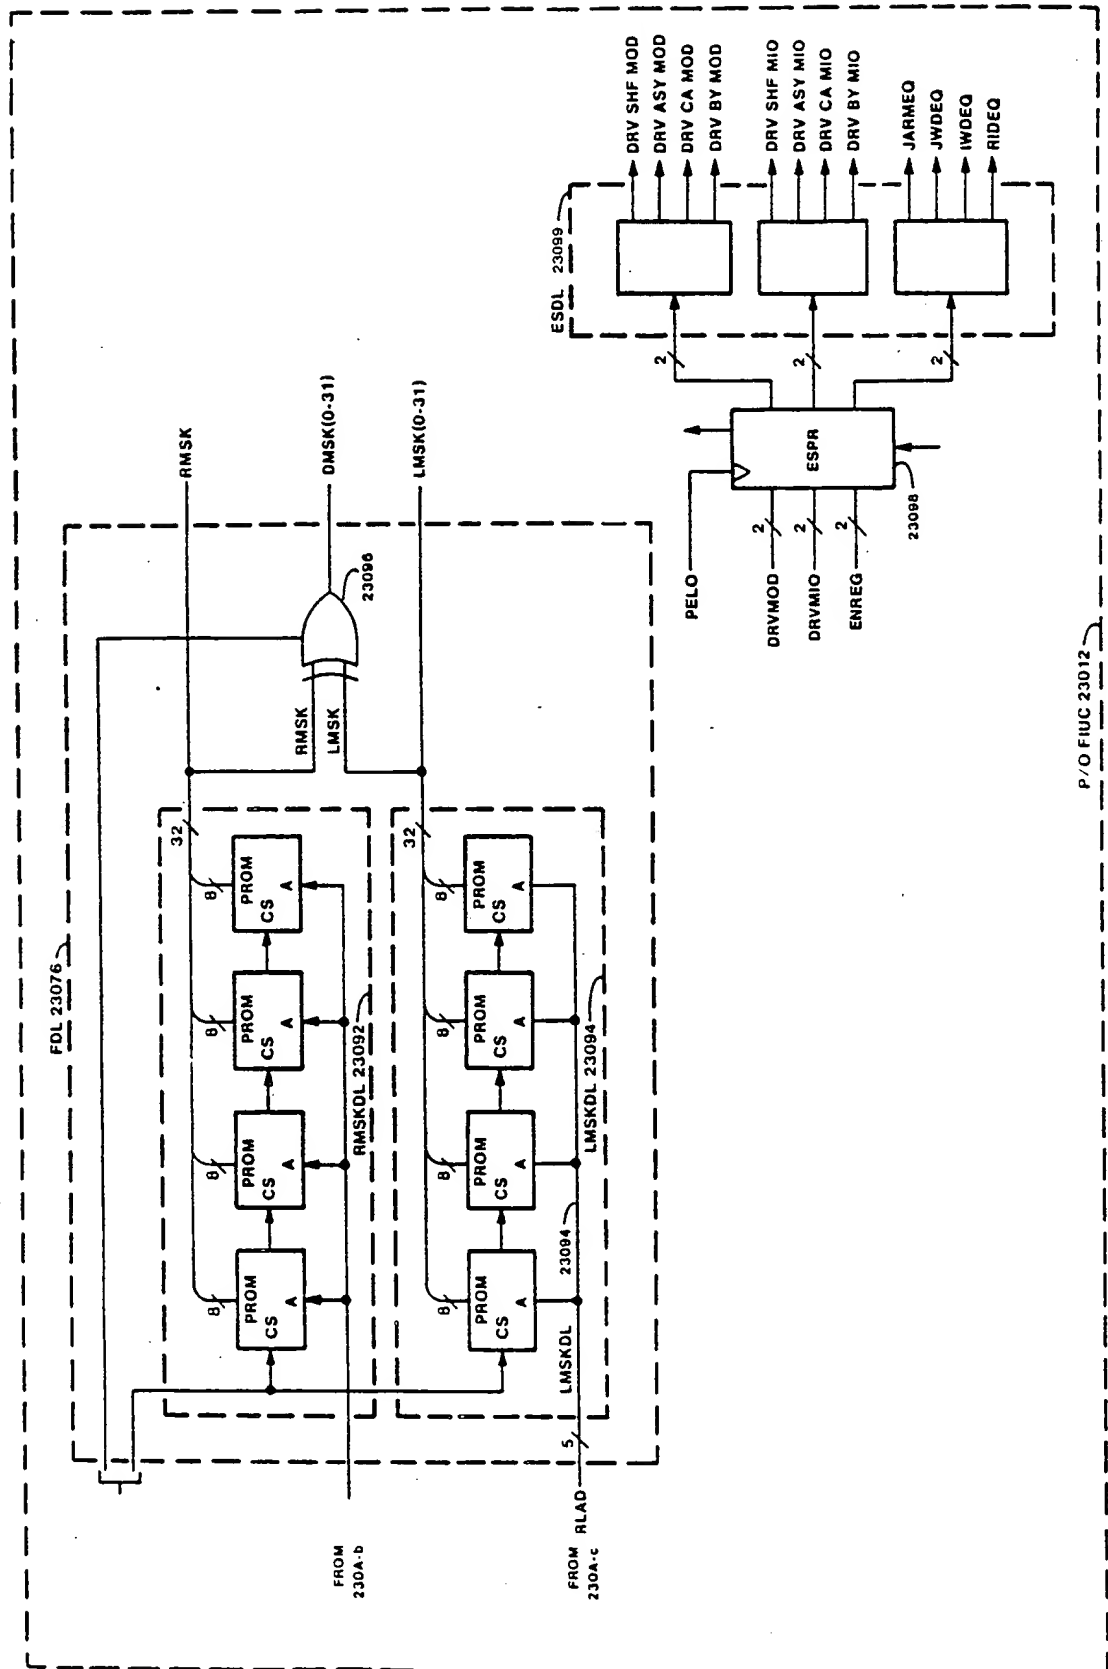 P/O FIUC 23012
FDL 23076
RMSK
DMSK(0-31)
LMSK(0-31)
23096
RMSK
LMSK
32
8
PROM
CS
A
8
PROM
CS
A
8
PROM
CS
A
8
PROM
CS
A
RMSKDL 23092
32
8
PROM
CS
A
8
PROM
CS
A
8
PROM
CS
A
8
PROM
CS
A
LMSKDL
23094
LMSKDL 23094
5
FROM
230A-b
RLAD
FROM
230A-c
ESDL 23099
DRV SHF MOD
DRV ASY MOD
DRV CA MOD
DRV BY MOD
DRV SHF MIO
DRV ASY MIO
DRV CA MIO
DRV BY MIO
JARMEQ
JWDEQ
IWDEQ
RIDEQ
2
2
2
PELO
ESPR
23098
DRVMOD
2
DRVMIO
2
ENREG
2